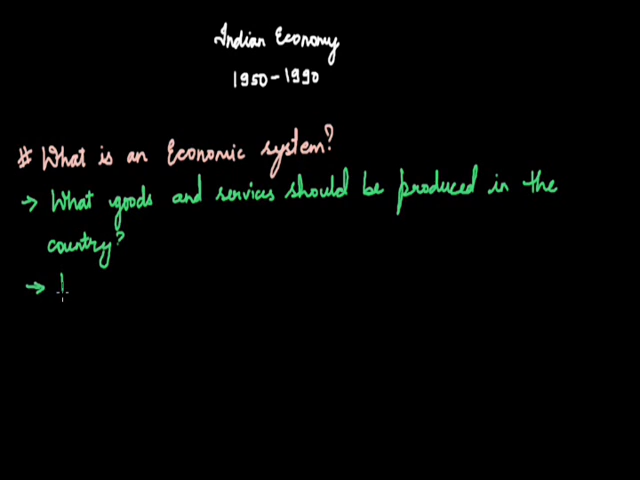 Indian Economy
1950-1990
# What is an Economic system?
→ What goods and services should be produced in the
country?
→